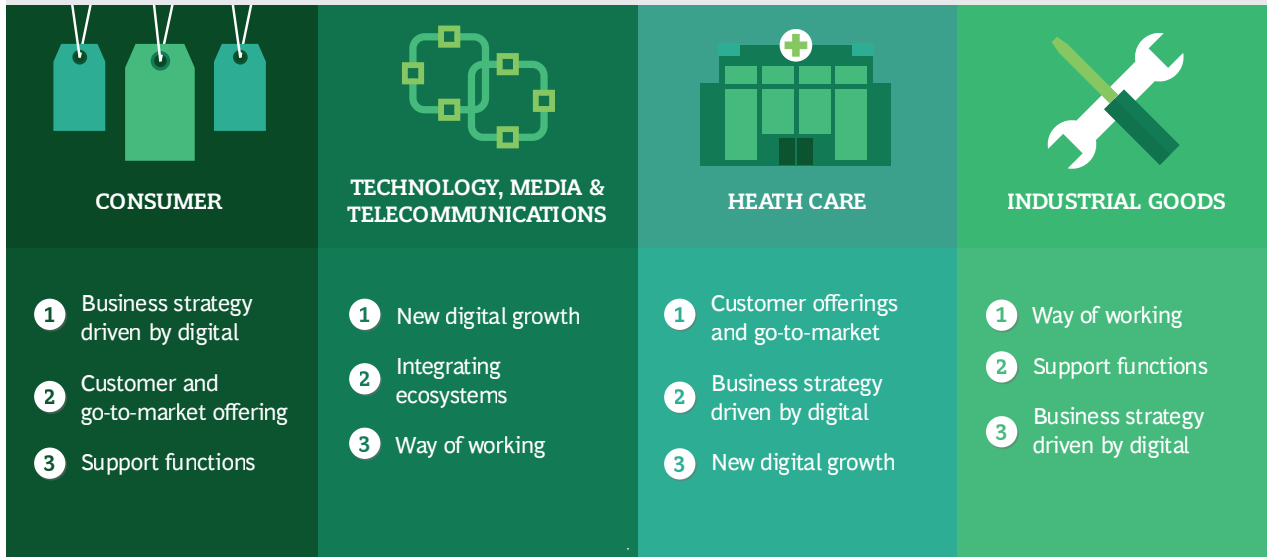 CONSUMER
1 Business strategy
driven by digital
2 Customer and
go-to-market offering
3 Support functions
TECHNOLOGY, MEDIA &
TELECOMMUNICATIONS
1 New digital growth
2 Integrating
ecosystems
3 Way of working
HEATH CARE
1 Customer offerings
and go-to-market
2 Business strategy
driven by digital
3 New digital growth
INDUSTRIAL GOODS
1 Way of working
2 Support functions
3 Business strategy
driven by digital